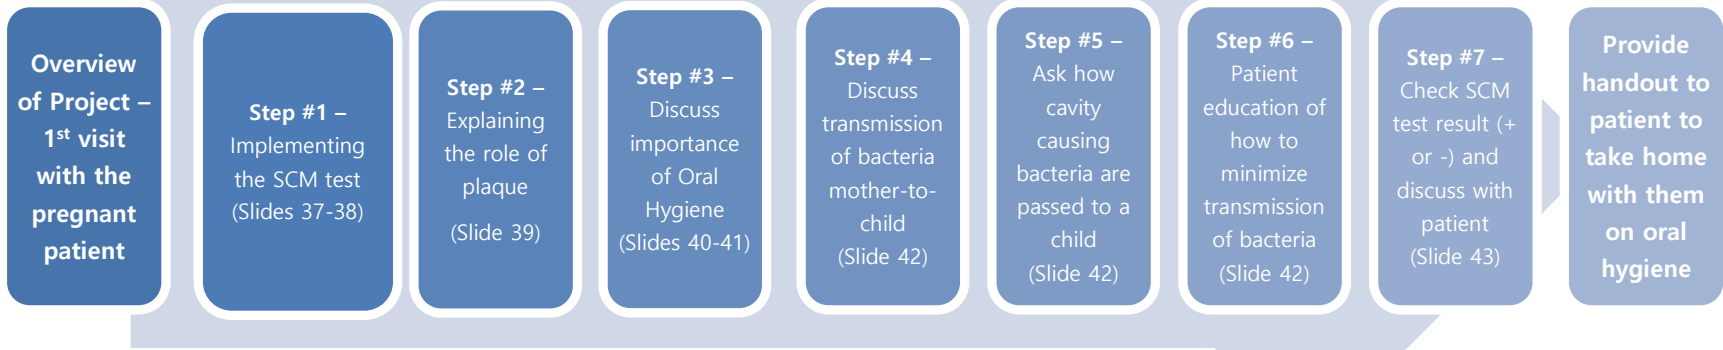 Overview
of Project –
1st visit
with the
pregnant
patient
Step #1 –
Implementing
the SCM test
(Slides 37-38)
Step #2 –
Explaining
the role of
plaque
(Slide 39)
Step #3 –
Discuss
importance
of Oral
Hygiene
(Slides 40-41)
Step #4 –
Discuss
transmission
of bacteria
mother-to-
child
(Slide 42)
Step #5 –
Ask how
cavity
causing
bacteria are
passed to a
child
(Slide 42)
Step #6 –
Patient
education of
how to
minimize
transmission
of bacteria
(Slide 42)
Step #7 –
Check SCM
test result (+
or -) and
discuss with
patient
(Slide 43)
Provide
handout to
patient to
take home
with them
on oral
hygiene